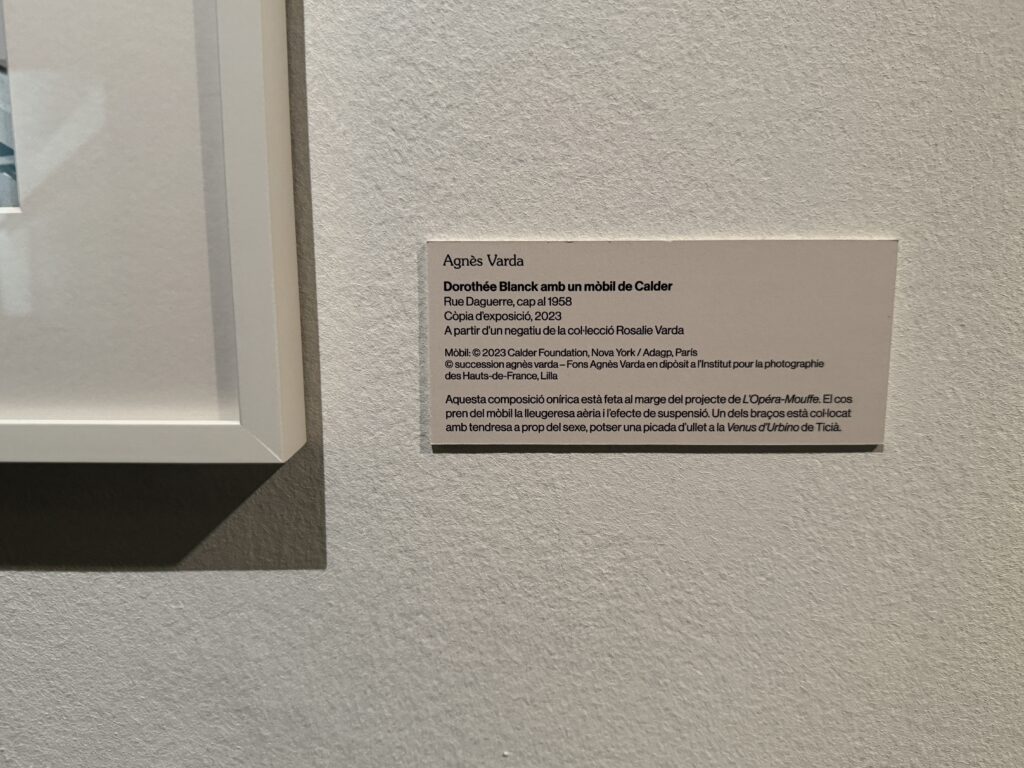 Agnès Varda
Dorothée Blanck amb un mòbil de Calder
Rue Daguerre, cap al 1958
Còpia d'exposició, 2023
A partir d'un negatiu de la col·lecció Rosalie Varda
Mòbil: © 2023 Calder Foundation, Nova York / Adagp, París
© succession agnès varda – Fons Agnès Varda en dipòsit a l'Institut pour la photographie
des Hauts-de-France, Lilla
Aquesta composició onírica està feta al marge del projecte de L'Opéra-Mouffe. El cos
pren del mòbil la lleugeresa aèria i l'efecte de suspensió. Un dels braços està col·locat
amb tendresa a prop del sexe, potser una picada d'ullet a la Venus d'Urbino de Ticià.